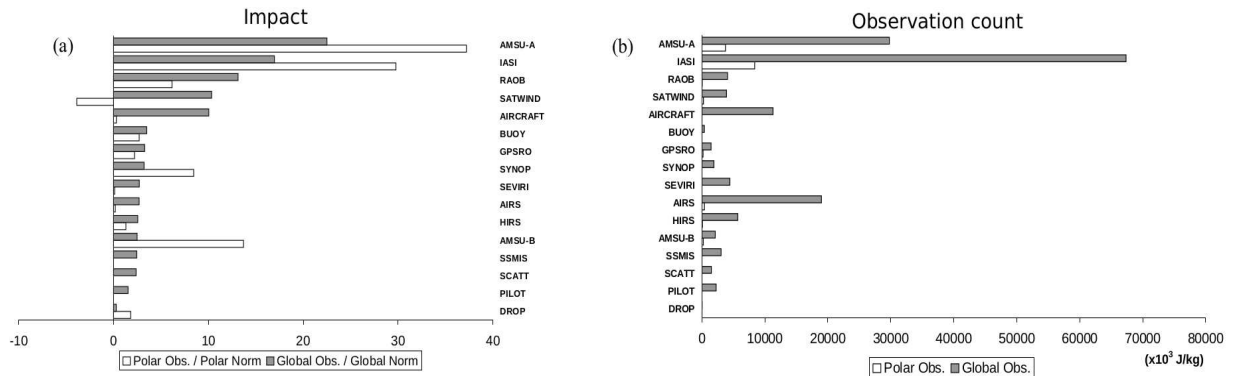 Impact
(a)
AMSU-A
IASI
RAOB
SATWIND
AIRCRAFT
BUOY
GPSRO
SYNOP
SEVIRI
AIRS
HIRS
AMSU-B
SSMIS
SCATT
PILOT
DROP
-10 0 10 20 30 40
Polar Obs. / Polar Norm Global Obs. / Global Norm
Observation count
(b)
AMSU-A
IASI
RAOB
SATWIND
AIRCRAFT
BUOY
GPSRO
SYNOP
SEVIRI
AIRS
HIRS
AMSU-B
SSMIS
SCATT
PILOT
DROP
0 10000 20000 30000 40000 50000 60000 70000 80000
(x10³ J/kg)
Polar Obs. Global Obs.